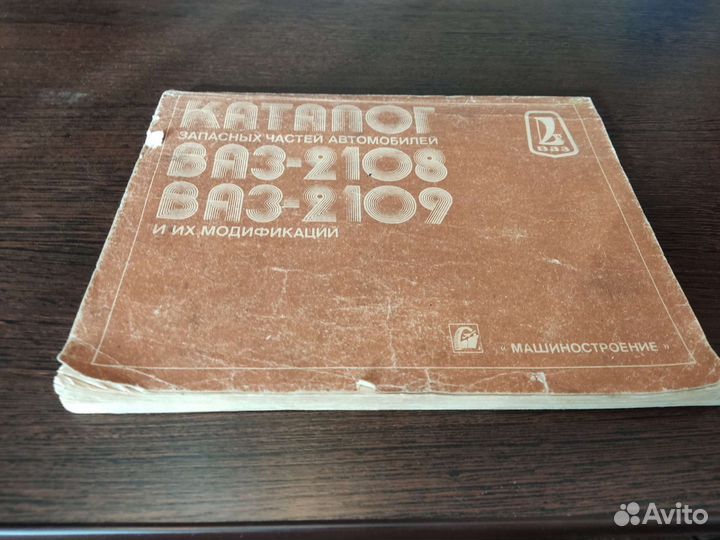 КАТАЛОГ
ЗАПАСНЫХ ЧАСТЕЙ АВТОМОБИЛЕЙ
ВАЗ-2108
ВАЗ-2109
И ИХ МОДИФИКАЦИЙ
ВАЗ
« МАШИНОСТРОЕНИЕ »
Avito